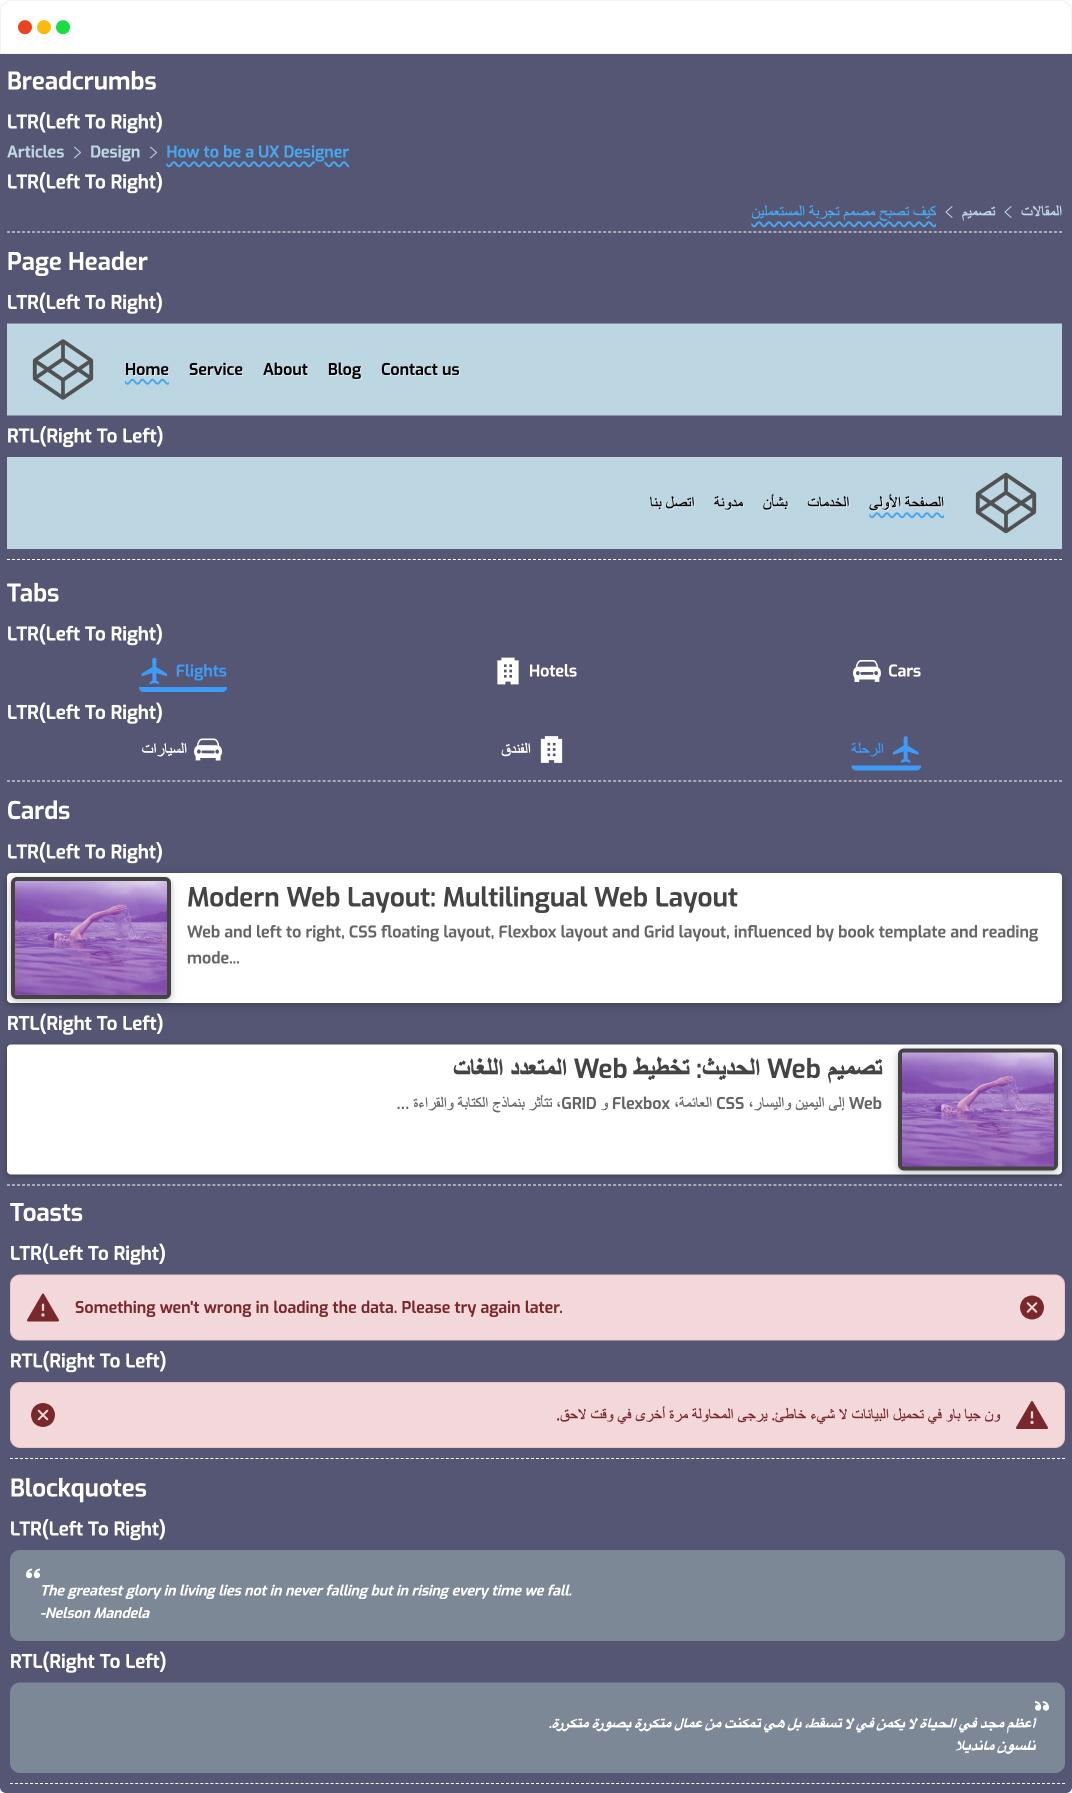 Breadcrumbs
LTR(Left To Right)
Articles > Design > How to be a UX Designer
LTR(Left To Right)
المقالات > تصميم > كيف تصبح مصمم تجربة المستعملين
Page Header
LTR(Left To Right)
Home Service About Blog Contact us
RTL(Right To Left)
الصفحة الأولى الخدمات بشأن مدونة اتصل بنا
Tabs
LTR(Left To Right)
Flights Hotels Cars
LTR(Left To Right)
الرحلة الفندق السيارات
Cards
LTR(Left To Right)
Modern Web Layout: Multilingual Web Layout
Web and left to right, CSS floating layout, Flexbox layout and Grid layout, influenced by book template and reading
mode...
RTL(Right To Left)
تصميم Web الحديث: تخطيط Web المتعدد اللغات
Web إلى اليمين واليسار، CSS العائمة، Flexbox و GRID، تتأثر بنماذج الكتابة والقراءة ...
Toasts
LTR(Left To Right)
Something wen't wrong in loading the data. Please try again later.
RTL(Right To Left)
ون جيا باو في تحميل البيانات لا شيء خاطئ. يرجى المحاولة مرة أخرى في وقت لاحق.
Blockquotes
LTR(Left To Right)
“The greatest glory in living lies not in never falling but in rising every time we fall.
-Nelson Mandela
RTL(Right To Left)
”أعظم مجد في الحياة لا يكمن في لا تسقط، بل هي تمكنت من عمال متكررة بصورة متكررة.
نلسون مانديلا